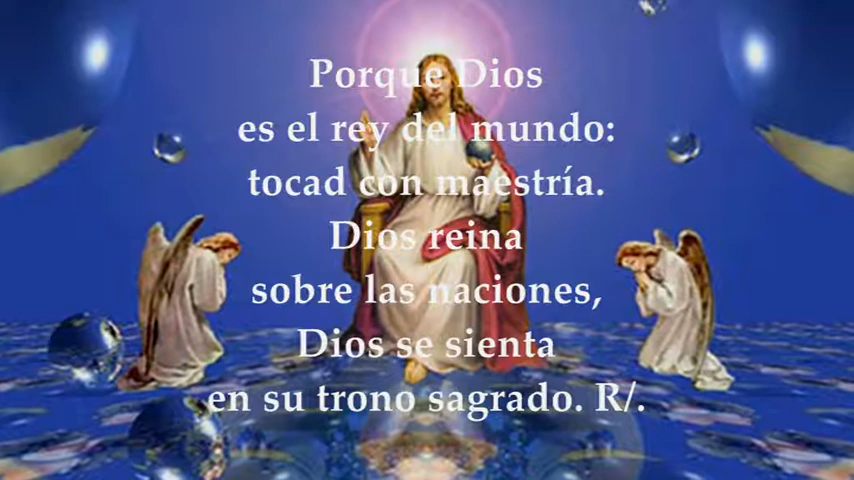 Porque Dios
es el rey del mundo:
tocad con maestría.
Dios reina
sobre las naciones,
Dios se sienta
en su trono sagrado. R/.